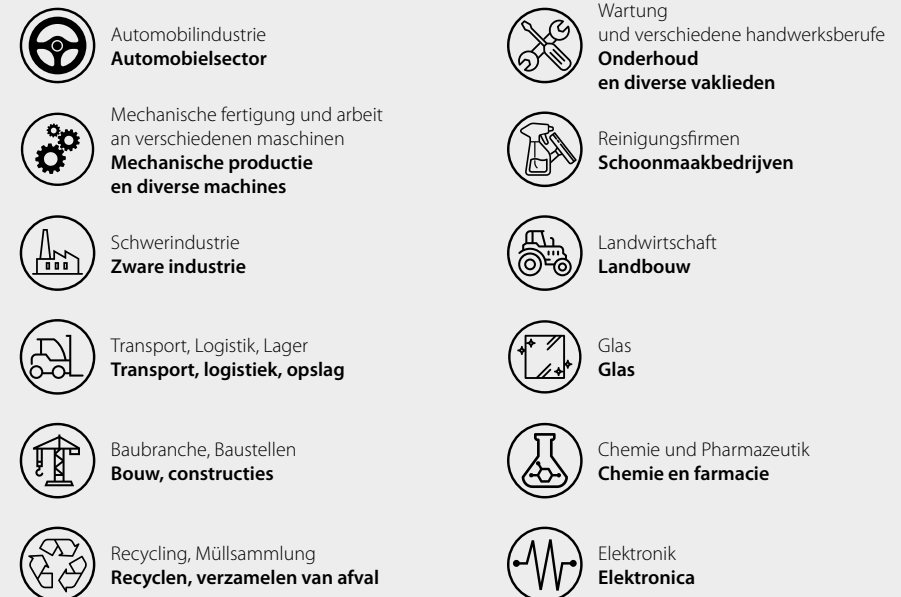 Automobilindustrie
Automobielsector
Mechanische fertigung und arbeit
an verschiedenen maschinen
Mechanische productie
en diverse machines
Schwerindustrie
Zware industrie
Transport, Logistik, Lager
Transport, logistiek, opslag
Baubranche, Baustellen
Bouw, constructies
Recycling, Müllsammlung
Recyclen, verzamelen van afval
Wartung
und verschiedene handwerksberufe
Onderhoud
en diverse vaklieden
Reinigungsfirmen
Schoonmaakbedrijven
Landwirtschaft
Landbouw
Glas
Glas
Chemie und Pharmazeutik
Chemie en farmacie
Elektronik
Elektronica